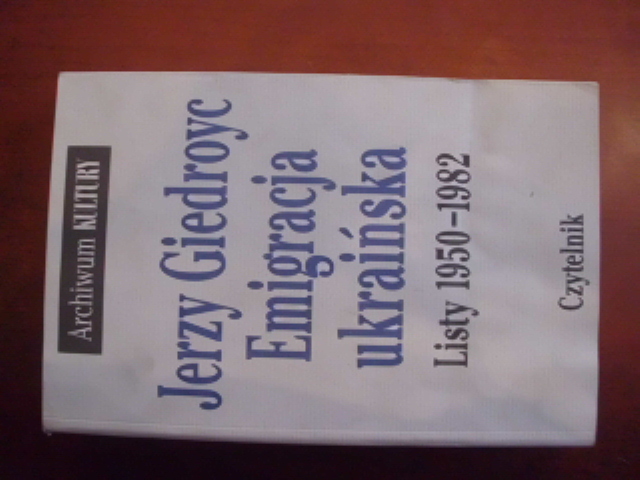 Archiwum KULTURY
Jerzy Giedroyc
Emigracja
ukraińska
Listy 1950–1982
Czytelnik